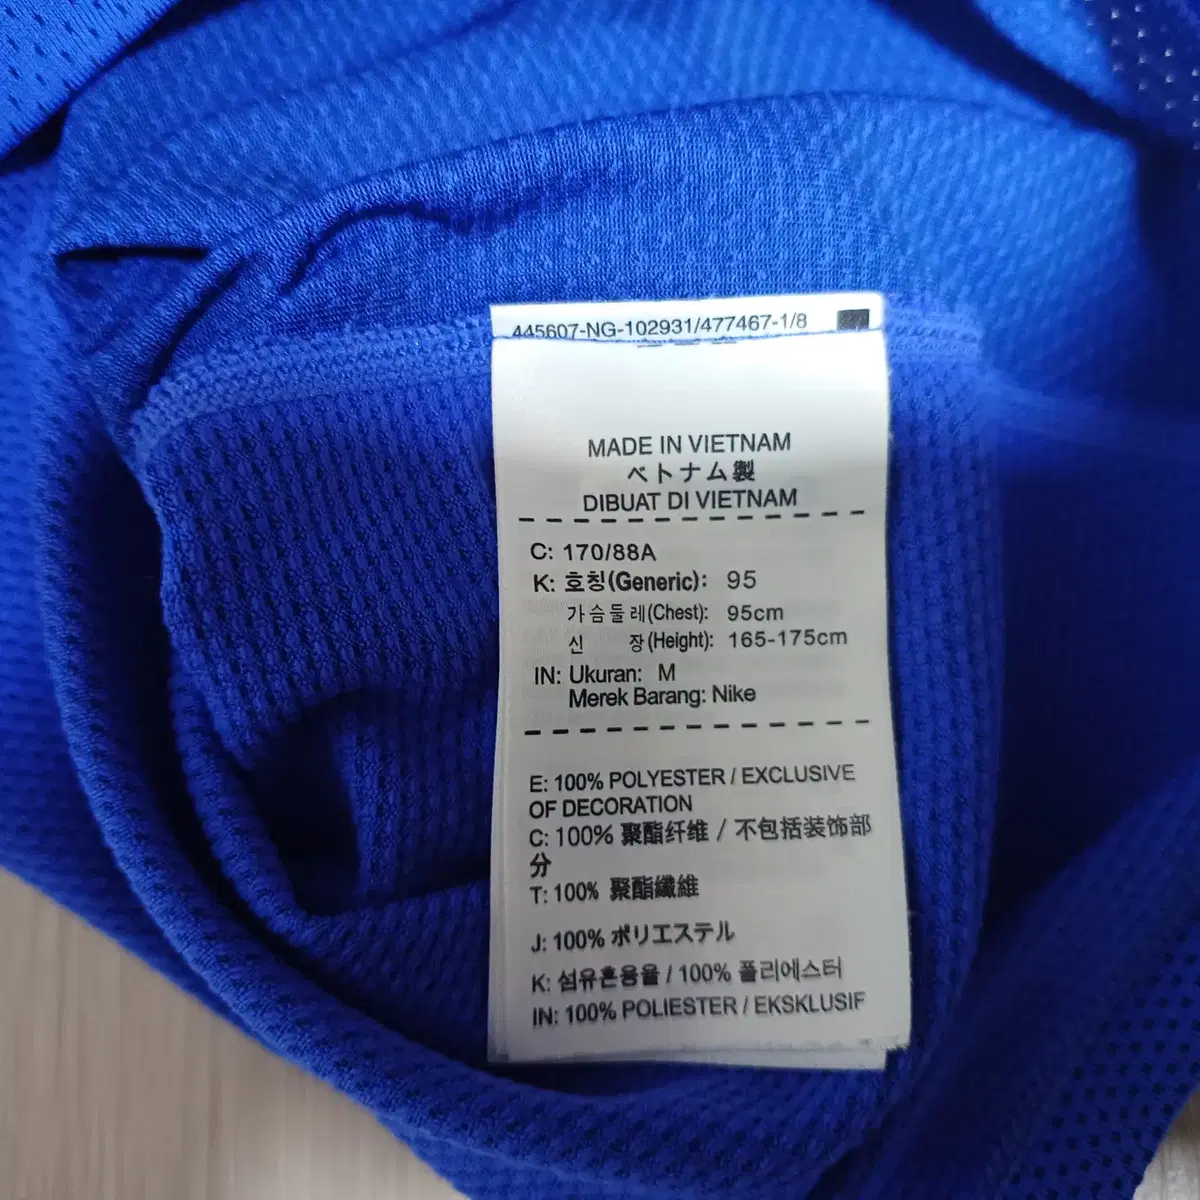 445607-NG-102931/477467-1/8
MADE IN VIETNAM
ベトナム製
DIBUAT DI VIETNAM
C: 170/88A
K: 호칭(Generic): 95
가슴둘레(Chest): 95cm
신 장(Height): 165-175cm
IN: Ukuran: M
Merek Barang: Nike
E: 100% POLYESTER / EXCLUSIVE
OF DECORATION
C: 100% 聚酯纤维 / 不包括装饰部
分
T: 100% 聚酯纖維
J: 100% ポリエステル
K: 섬유혼용율 / 100% 폴리에스터
IN: 100% POLIESTER / EKSKLUSIF